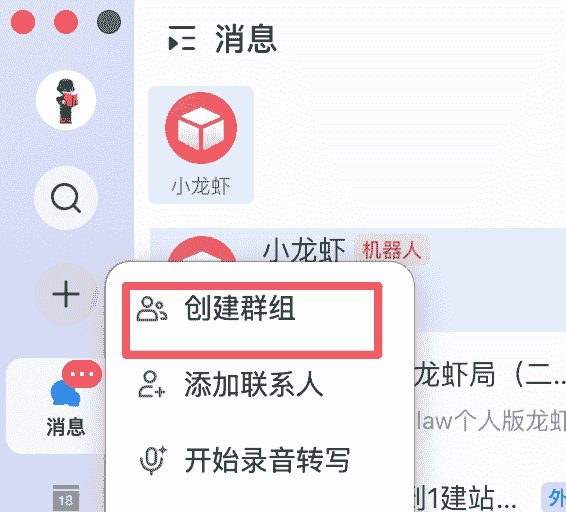 消息
小龙虾
小龙虾 机器人
创建群组
添加联系人
开始录音转写
龙虾局（二...
law个人版龙虾
消息
1建站... 外
18